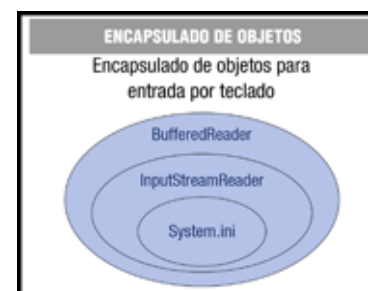 ENCAPSULADO DE OBJETOS
Encapsulado de objetos para
entrada por teclado
BufferedReader
InputStreamReader
System.ini